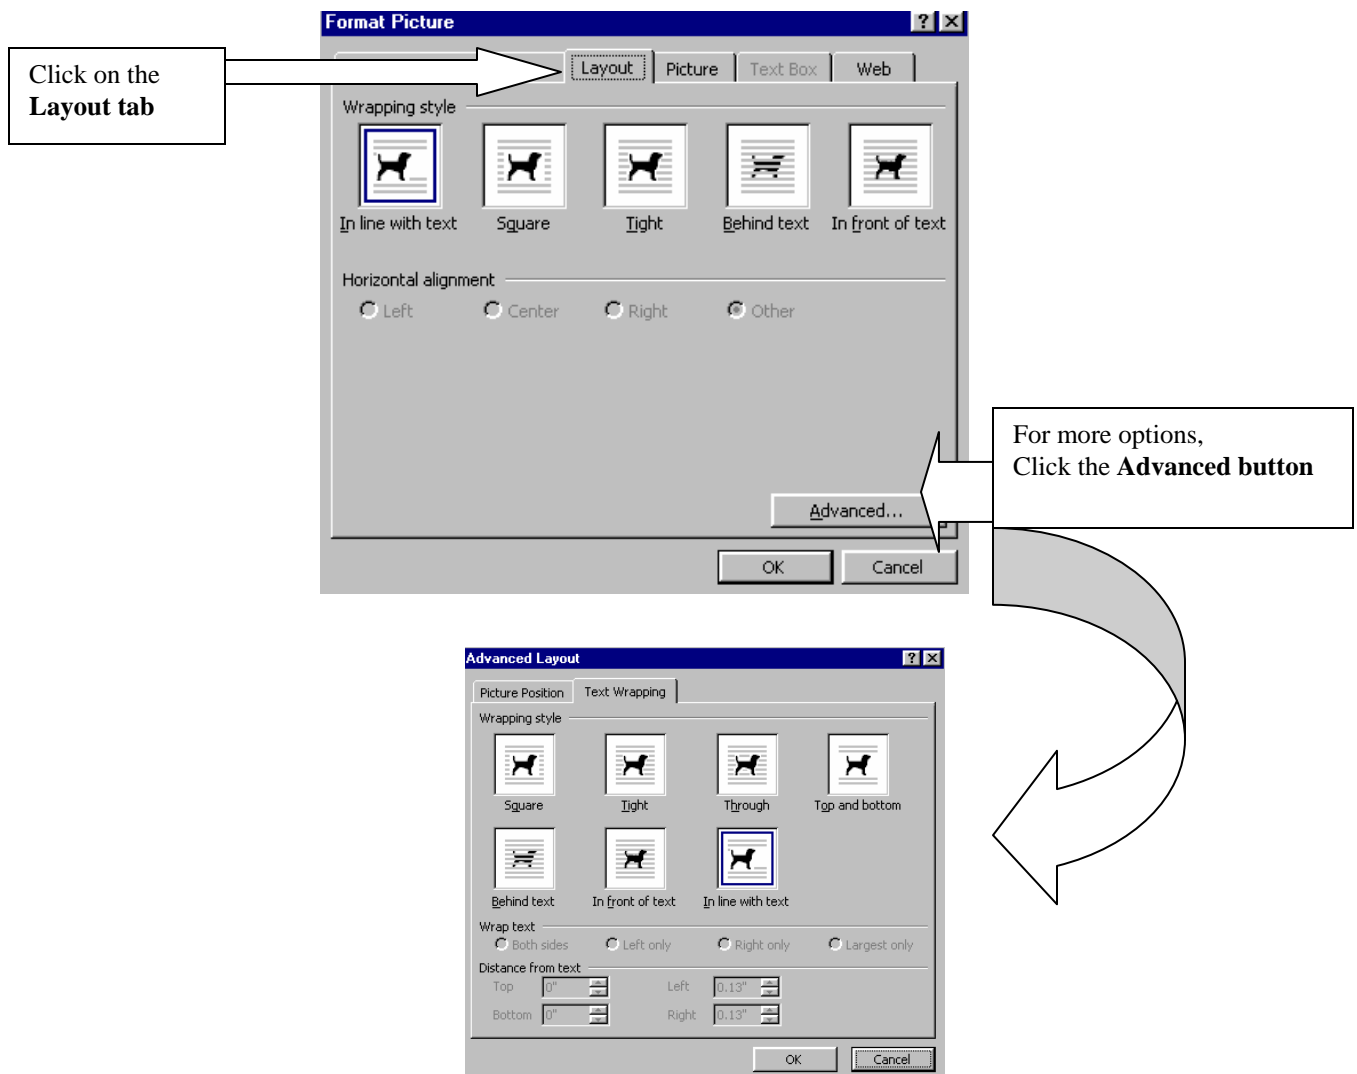 Format Picture
Click on the
Layout tab
Layout Picture Text Box Web
Wrapping style
In line with text Square Tight Behind text In front of text
Horizontal alignment
Left Center Right Other
For more options,
Click the Advanced button
Advanced...
OK Cancel
Advanced Layout
Picture Position Text Wrapping
Wrapping style
Square Tight Through Top and bottom
Behind text In front of text In line with text
Wrap text
Both sides Left only Right only Largest only
Distance from text
Top 0" Left 0.13"
Bottom 0" Right 0.13"
OK Cancel